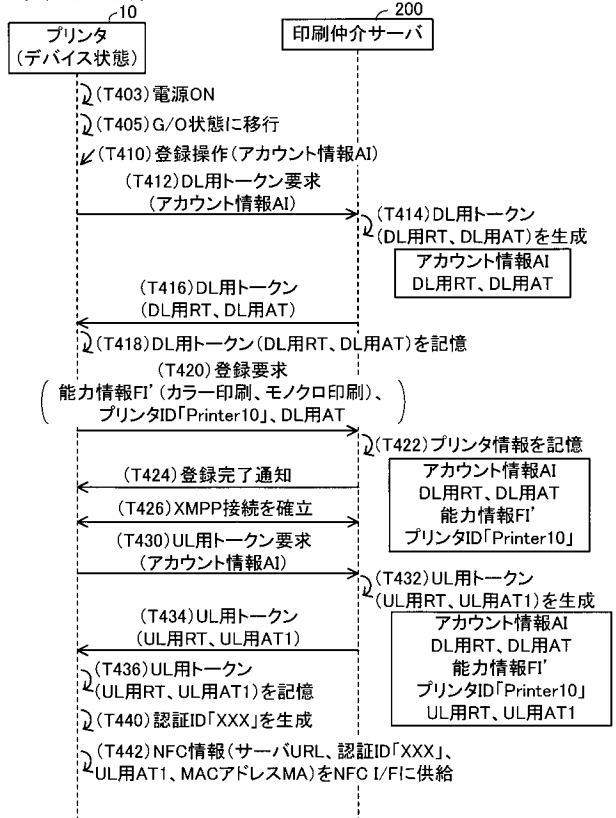 10
プリンタ
(デバイス状態)
200
印刷仲介サーバ
(T403)電源ON
(T405)G/O状態に移行
(T410)登録操作(アカウント情報AI)
(T412)DL用トークン要求
(アカウント情報AI)
(T414)DL用トークン
(DL用RT、DL用AT)を生成
アカウント情報AI
DL用RT、DL用AT
(T416)DL用トークン
(DL用RT、DL用AT)
(T418)DL用トークン(DL用RT、DL用AT)を記憶
(T420)登録要求
(能力情報FI'(カラー印刷、モノクロ印刷)、
プリンタID「Printer10」、DL用AT)
(T422)プリンタ情報を記憶
アカウント情報AI
DL用RT、DL用AT
能力情報FI'
プリンタID「Printer10」
(T424)登録完了通知
(T426)XMPP接続を確立
(T430)UL用トークン要求
(アカウント情報AI)
(T432)UL用トークン
(UL用RT、UL用AT1)を生成
アカウント情報AI
DL用RT、DL用AT
能力情報FI'
プリンタID「Printer10」
UL用RT、UL用AT1
(T434)UL用トークン
(UL用RT、UL用AT1)
(T436)UL用トークン
(UL用RT、UL用AT1)を記憶
(T440)認証ID「XXX」を生成
(T442)NFC情報(サーバURL、認証ID「XXX」、
UL用AT1、MACアドレスMA)をNFC I/Fに供給